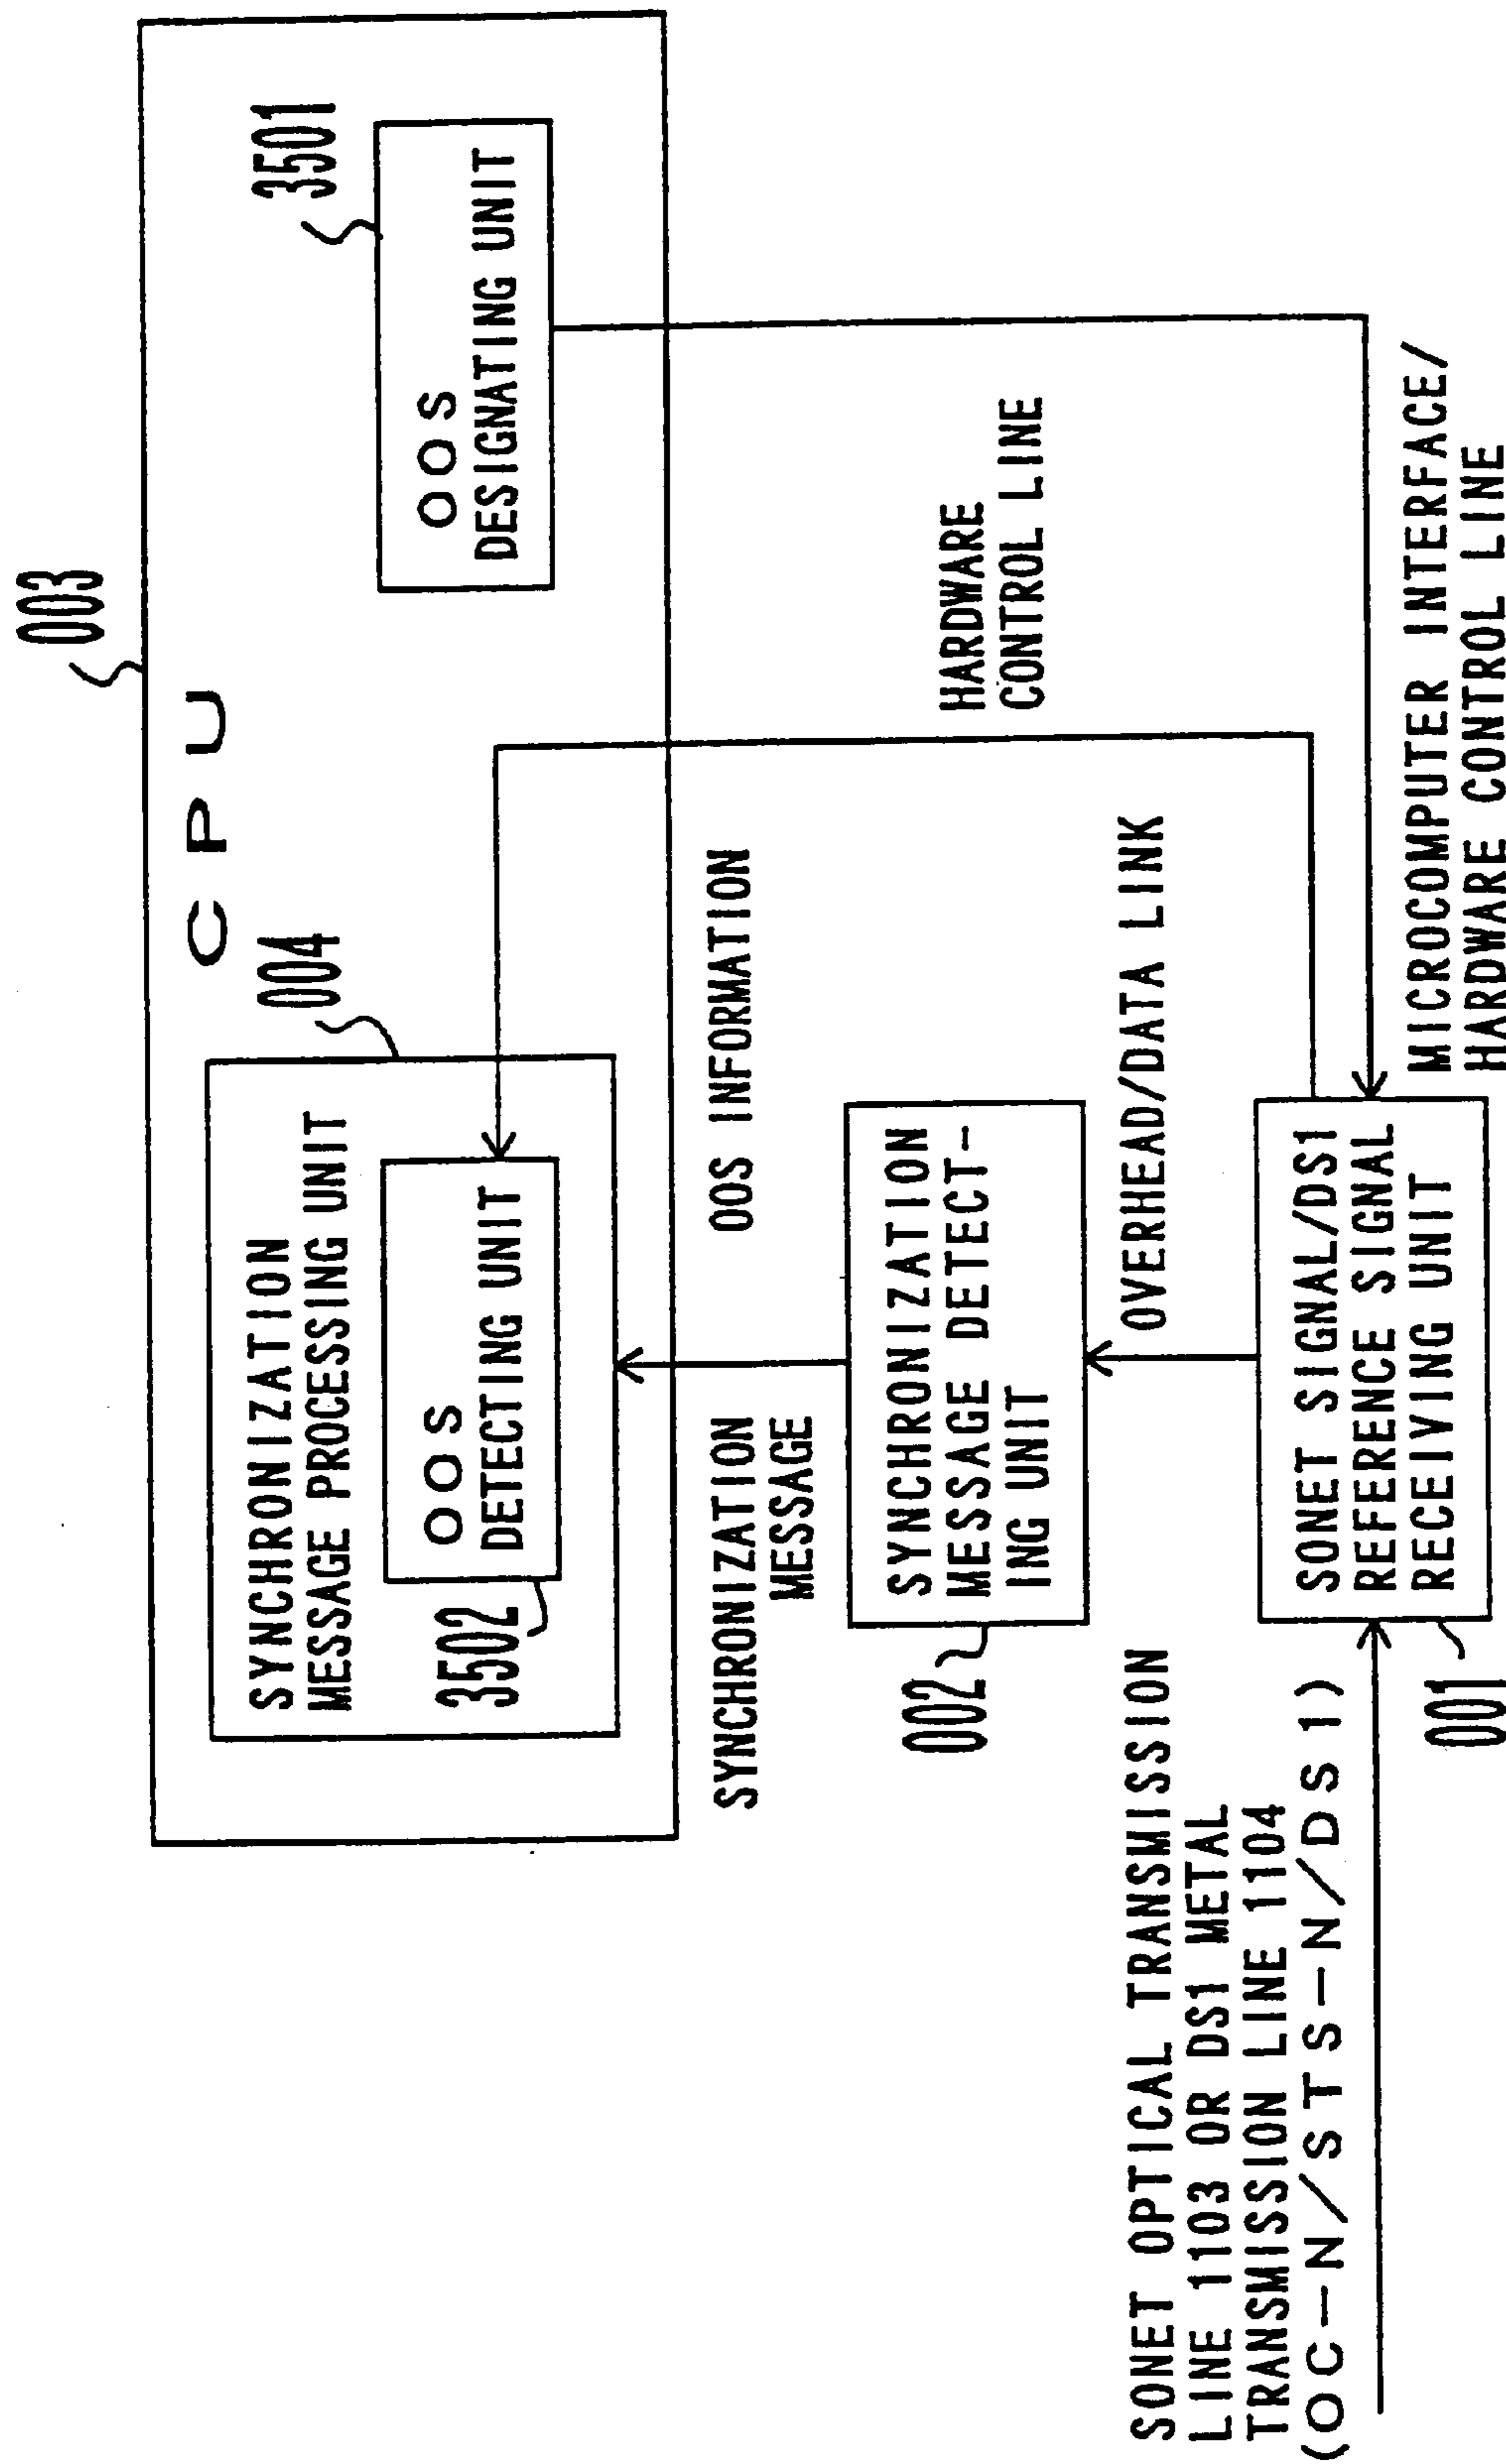 003
C P U
004
3501
SYNCHRONIZATION
MESSAGE PROCESSING UNIT
OOS
DETECTING UNIT
3502
OOS
DESIGNATING UNIT
SYNCHRONIZATION
MESSAGE
OOS INFORMATION
002
SYNCHRONIZATION
MESSAGE DETECT-
ING UNIT
HARDWARE
CONTROL LINE
OVERHEAD/DATA LINK
SONET OPTICAL TRANSMISSION
LINE 1103 OR DS1 METAL
TRANSMISSION LINE 1104
(OC-N/STS-N/DS1)
001
SONET SIGNAL/DS1
REFERENCE SIGNAL
RECEIVING UNIT
MICROCOMPUTER INTERFACE/
HARDWARE CONTROL LINE